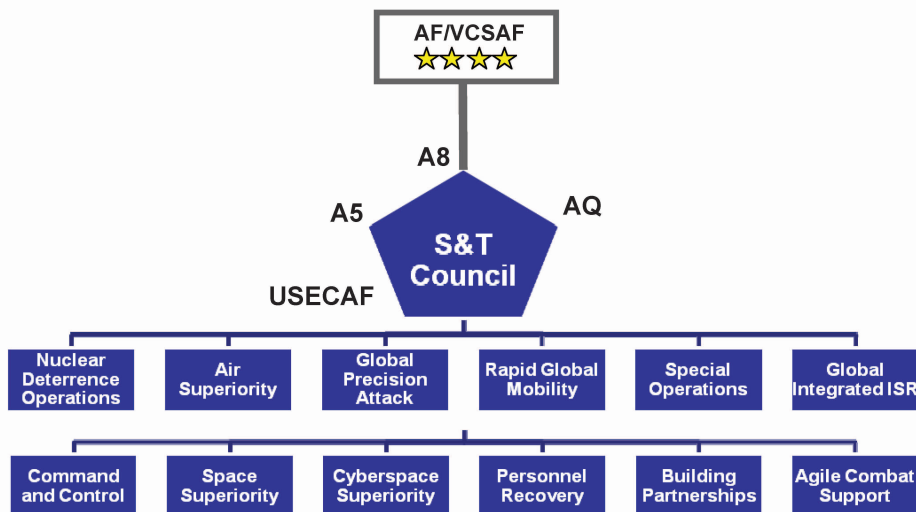 AF/VCSAF
A8
A5
AQ
S&T
Council
USECAF
Nuclear
Deterrence
Operations
Air
Superiority
Global
Precision
Attack
Rapid Global
Mobility
Special
Operations
Global
Integrated ISR
Command
and Control
Space
Superiority
Cyberspace
Superiority
Personnel
Recovery
Building
Partnerships
Agile Combat
Support